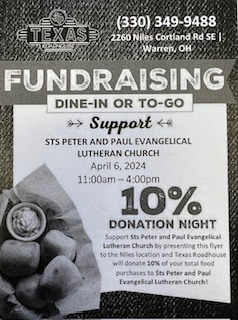 TEXAS
ROADHOUSE
(330) 349-9488
2260 Niles Cortland Rd SE |
Warren, OH
FUNDRAISING
DINE-IN OR TO-GO
Support
STS PETER AND PAUL EVANGELICAL
LUTHERAN CHURCH
April 6, 2024
11:00am – 4:00pm
10%
DONATION NIGHT
Support Sts Peter and Paul Evangelical
Lutheran Church by presenting this flyer
to the Niles location and Texas Roadhouse
will donate 10% of your total food
purchases to Sts Peter and Paul
Evangelical Lutheran Church!